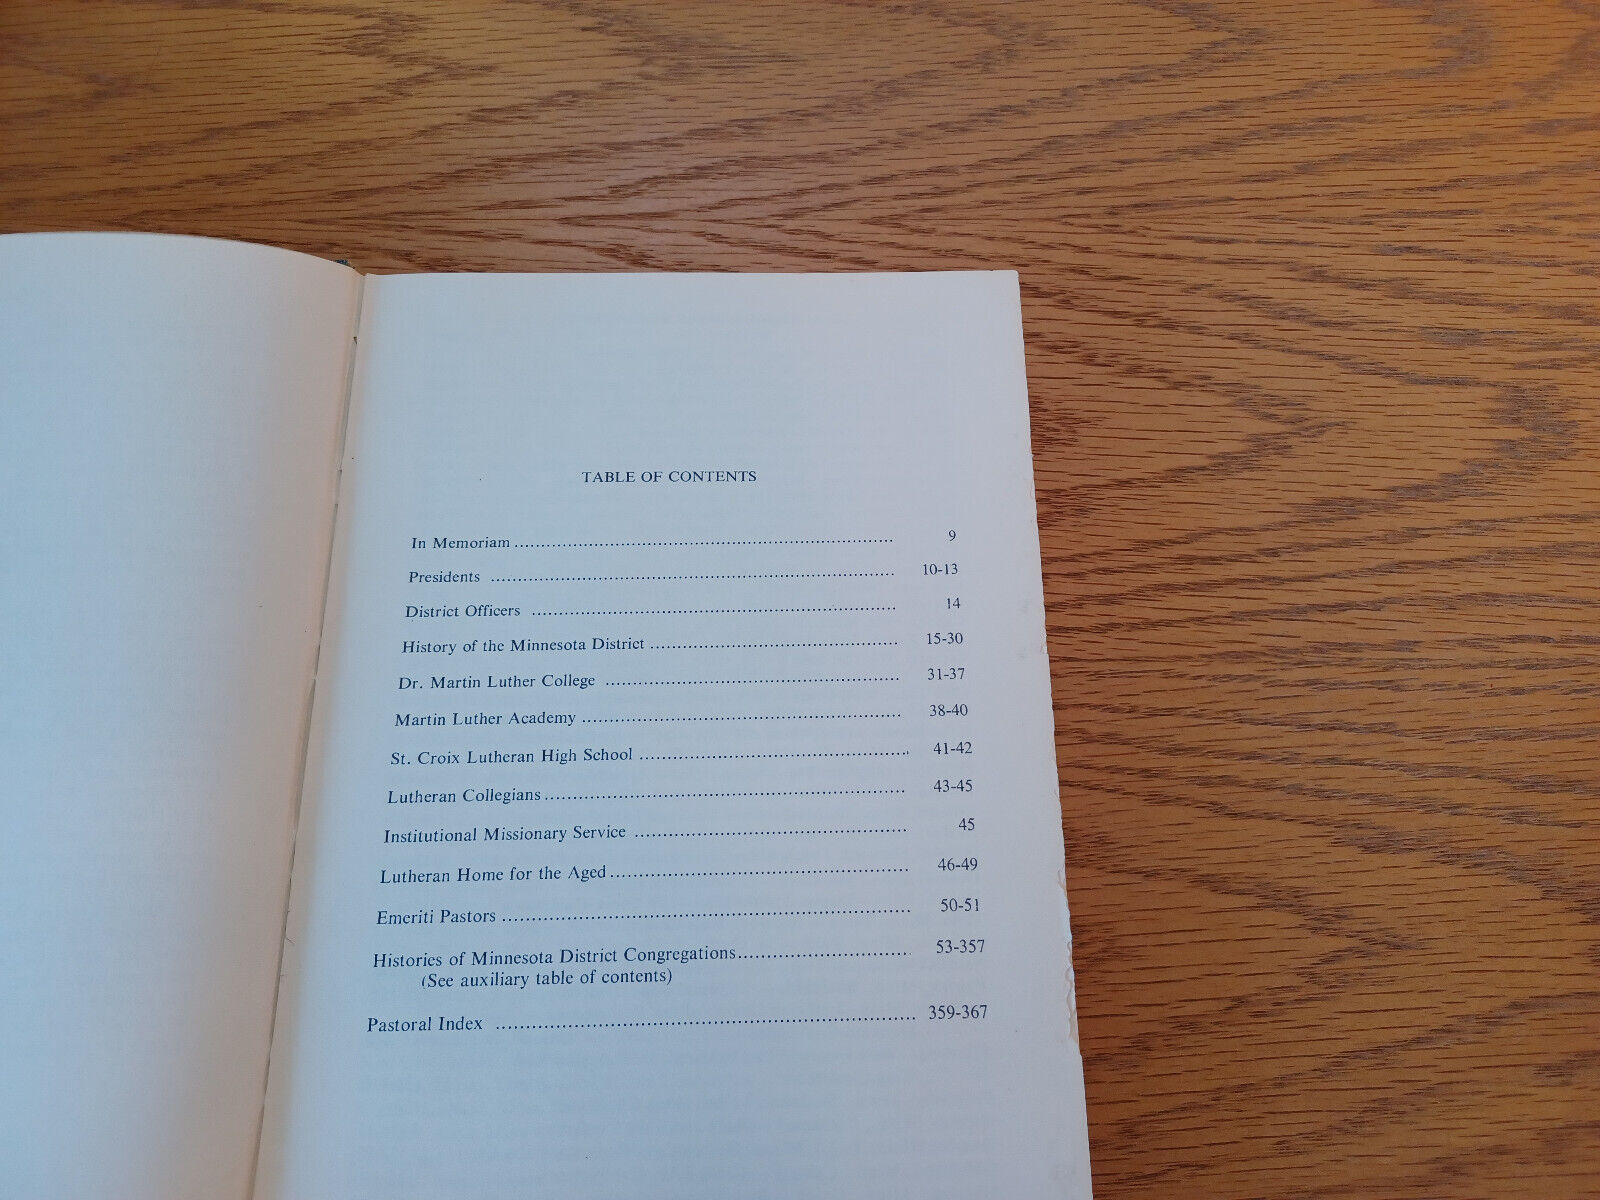 TABLE OF CONTENTS
In Memoriam ........................................ 9
Presidents ........................................ 10-13
District Officers ........................................ 14
History of the Minnesota District ........................................ 15-30
Dr. Martin Luther College ........................................ 31-37
Martin Luther Academy ........................................ 38-40
St. Croix Lutheran High School ........................................ 41-42
Lutheran Collegians ........................................ 43-45
Institutional Missionary Service ........................................ 45
Lutheran Home for the Aged ........................................ 46-49
Emeriti Pastors ........................................ 50-51
Histories of Minnesota District Congregations ........................................ 53-357
(See auxiliary table of contents)
Pastoral Index ........................................ 359-367